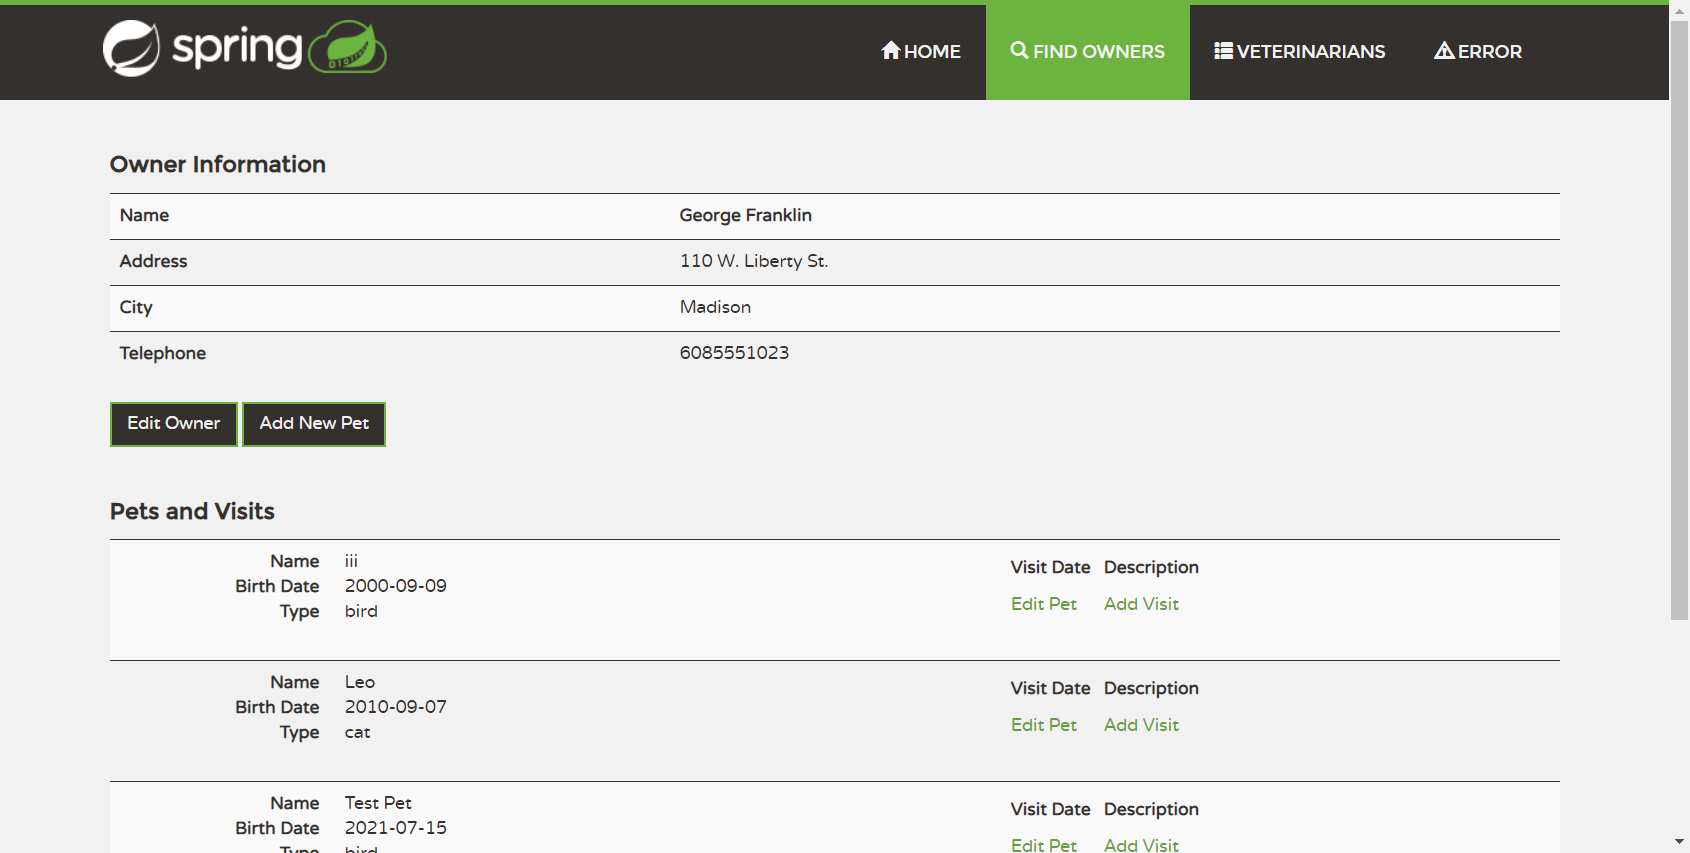 spring
HOME
FIND OWNERS
VETERINARIANS
ERROR
Owner Information
Name George Franklin
Address 110 W. Liberty St.
City Madison
Telephone 6085551023
Edit Owner Add New Pet
Pets and Visits
Name iii
Birth Date 2000-09-09
Type bird
Visit Date Description
Edit Pet Add Visit
Name Leo
Birth Date 2010-09-07
Type cat
Visit Date Description
Edit Pet Add Visit
Name Test Pet
Birth Date 2021-07-15
Type bird
Visit Date Description
Edit Pet Add Visit